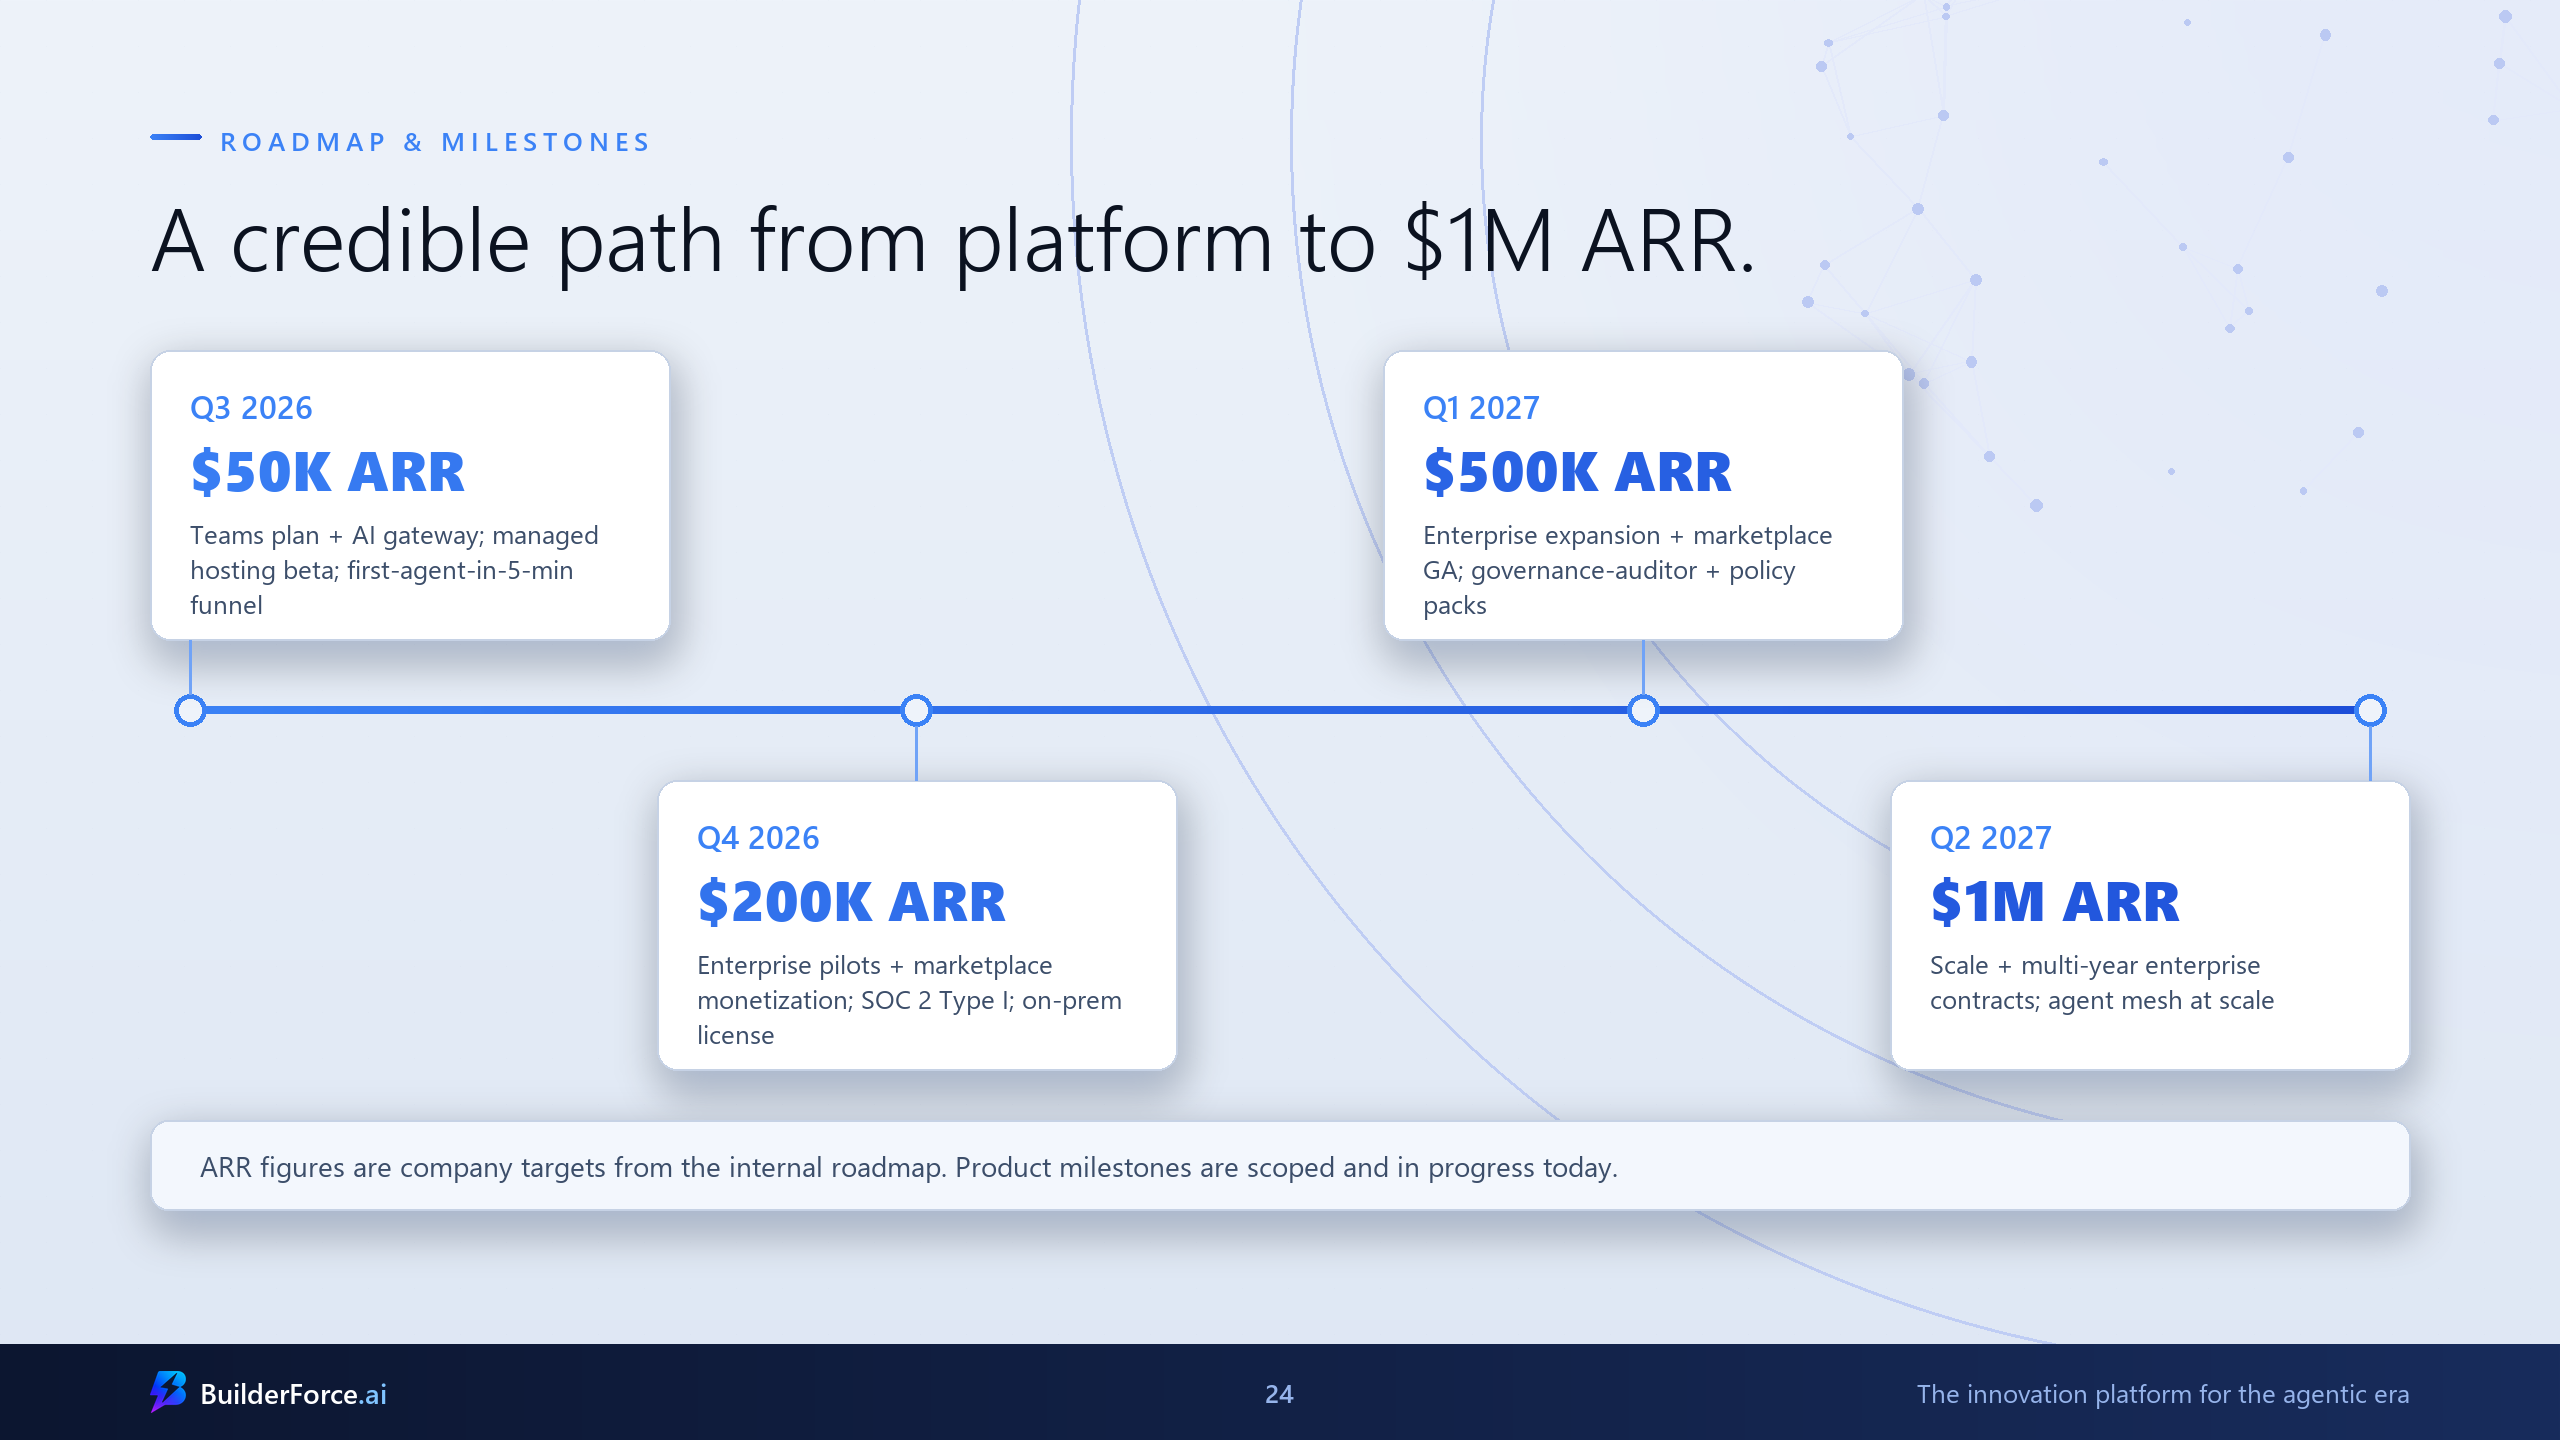 ROADMAP & MILESTONES
A credible path from platform to $1M ARR.
Q3 2026
$50K ARR
Teams plan + AI gateway; managed
hosting beta; first-agent-in-5-min
funnel
Q1 2027
$500K ARR
Enterprise expansion + marketplace
GA; governance-auditor + policy
packs
Q4 2026
$200K ARR
Enterprise pilots + marketplace
monetization; SOC 2 Type I; on-prem
license
Q2 2027
$1M ARR
Scale + multi-year enterprise
contracts; agent mesh at scale
ARR figures are company targets from the internal roadmap. Product milestones are scoped and in progress today.
BuilderForce.ai
24
The innovation platform for the agentic era